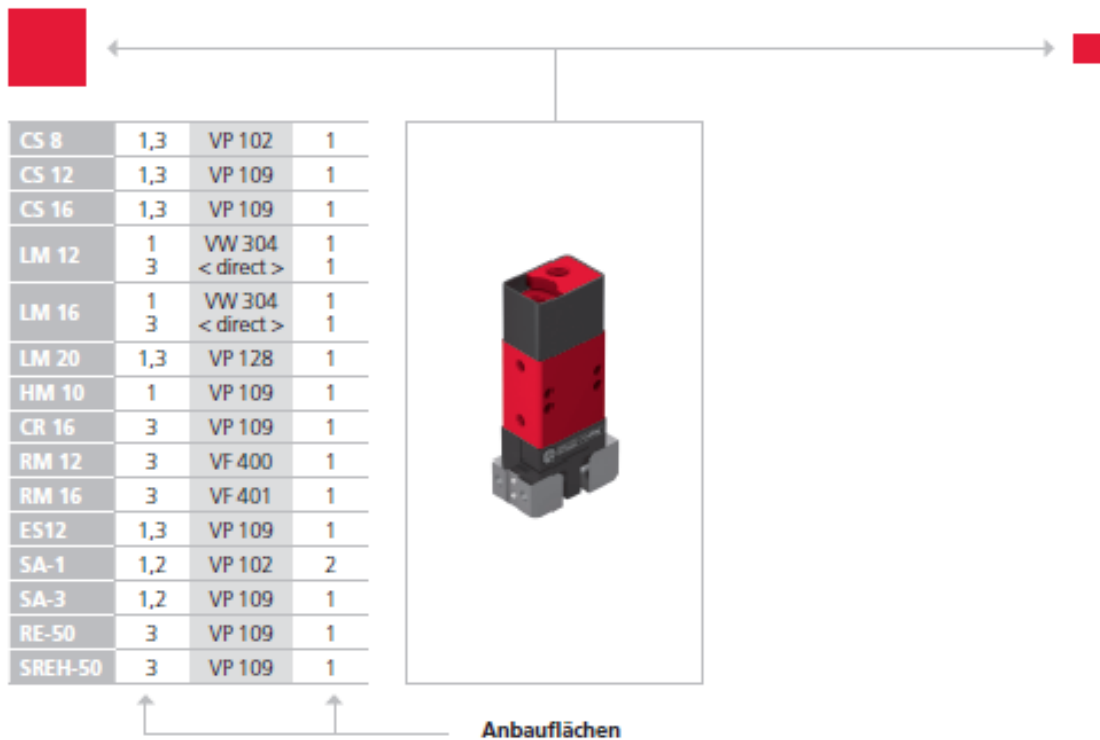 CS 8 1,3 VP 102 1
CS 12 1,3 VP 109 1
CS 16 1,3 VP 109 1
LM 12 1 VW 304 1
3 < direct > 1
LM 16 1 VW 304 1
3 < direct > 1
LM 20 1,3 VP 128 1
HM 10 1 VP 109 1
CR 16 3 VP 109 1
RM 12 3 VF 400 1
RM 16 3 VF 401 1
ES12 1,3 VP 109 1
SA-1 1,2 VP 102 2
SA-3 1,2 VP 109 1
RE-50 3 VP 109 1
SREH-50 3 VP 109 1
Anbauflächen